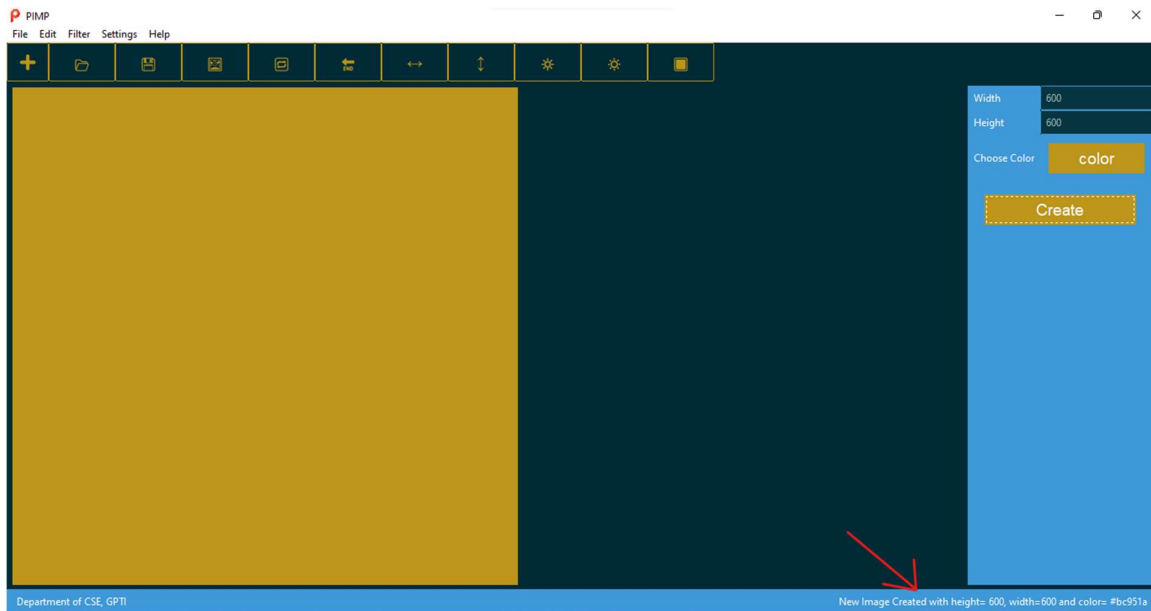 PIMP
File Edit Filter Settings Help
END
Width 600
Height 600
Choose Color color
Create
Department of CSE, GPTI
New Image Created with height= 600, width=600 and color= #bc951a